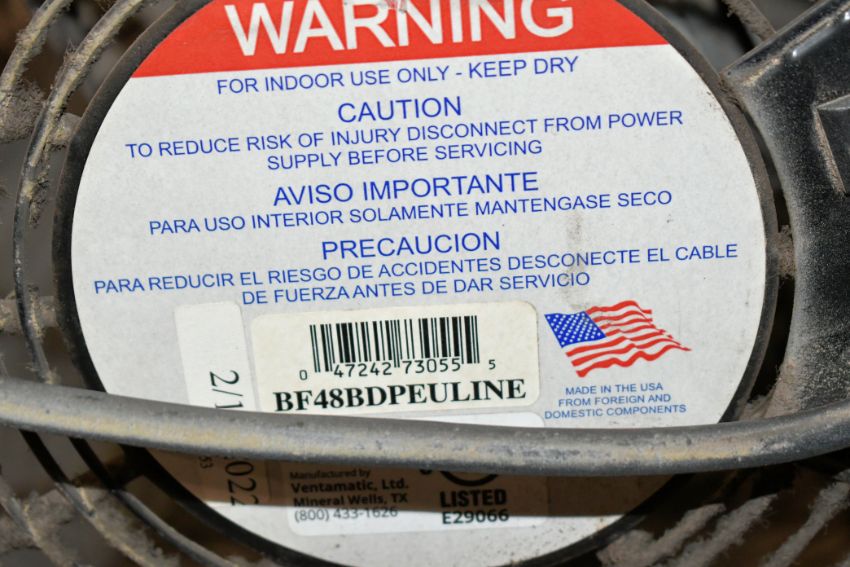 WARNING
FOR INDOOR USE ONLY - KEEP DRY
CAUTION
TO REDUCE RISK OF INJURY DISCONNECT FROM POWER
SUPPLY BEFORE SERVICING
AVISO IMPORTANTE
PARA USO INTERIOR SOLAMENTE MANTENGASE SECO
PRECAUCION
PARA REDUCIR EL RIESGO DE ACCIDENTES DESCONECTE EL CABLE
DE FUERZA ANTES DE DAR SERVICIO
0 47242 73055 5
BF48BDPEULINE
MADE IN THE USA
FROM FOREIGN AND
DOMESTIC COMPONENTS
Manufactured by
Ventamatic, Ltd.
Mineral Wells, TX
(800) 433-1626
LISTED
E29066